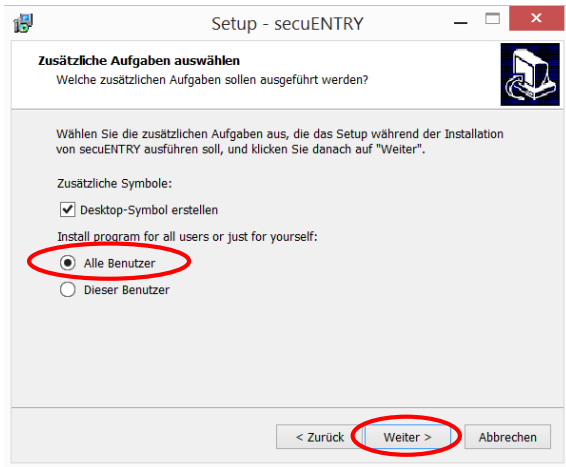 Setup - secuENTRY
Zusätzliche Aufgaben auswählen
Welche zusätzlichen Aufgaben sollen ausgeführt werden?
Wählen Sie die zusätzlichen Aufgaben aus, die das Setup während der Installation
von secuENTRY ausführen soll, und klicken Sie danach auf "Weiter".
Zusätzliche Symbole:
Desktop-Symbol erstellen
Install program for all users or just for yourself:
Alle Benutzer
Dieser Benutzer
< Zurück
Weiter >
Abbrechen